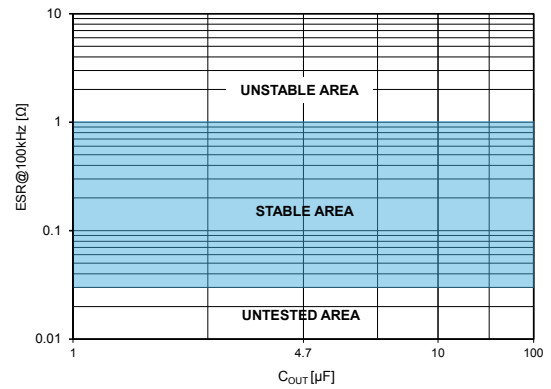 10
UNSTABLE AREA
1
ESR@100kHz [Ω]
STABLE AREA
0.1
UNTESTED AREA
0.01
1 4.7 10 100
COUT [µF]